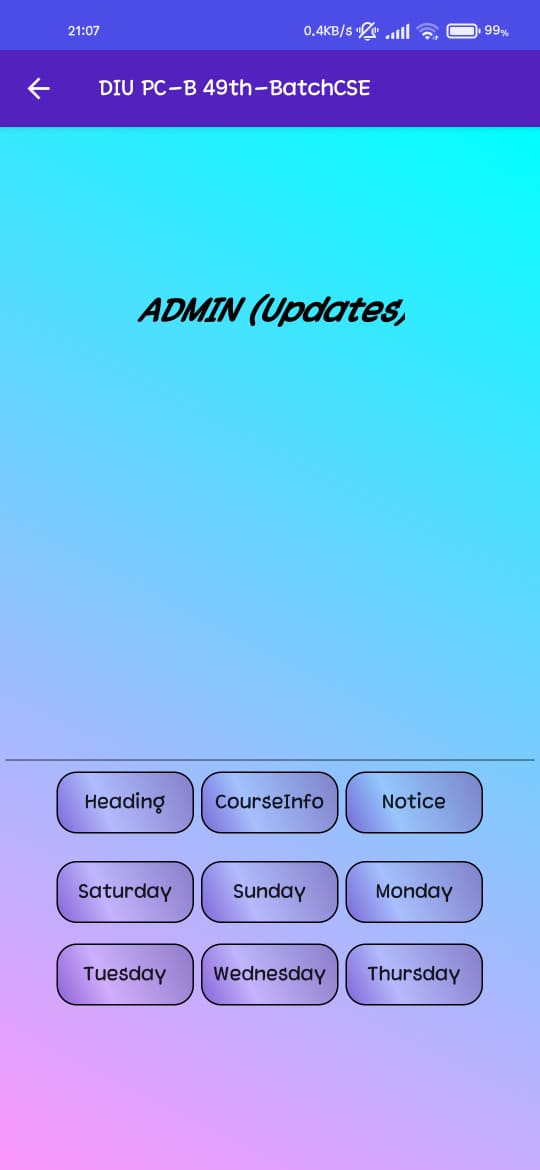 21:07 0.4KB/s 99%
DIU PC-B 49th-BatchCSE
ADMIN (Updates)
Heading CourseInfo Notice
Saturday Sunday Monday
Tuesday Wednesday Thursday